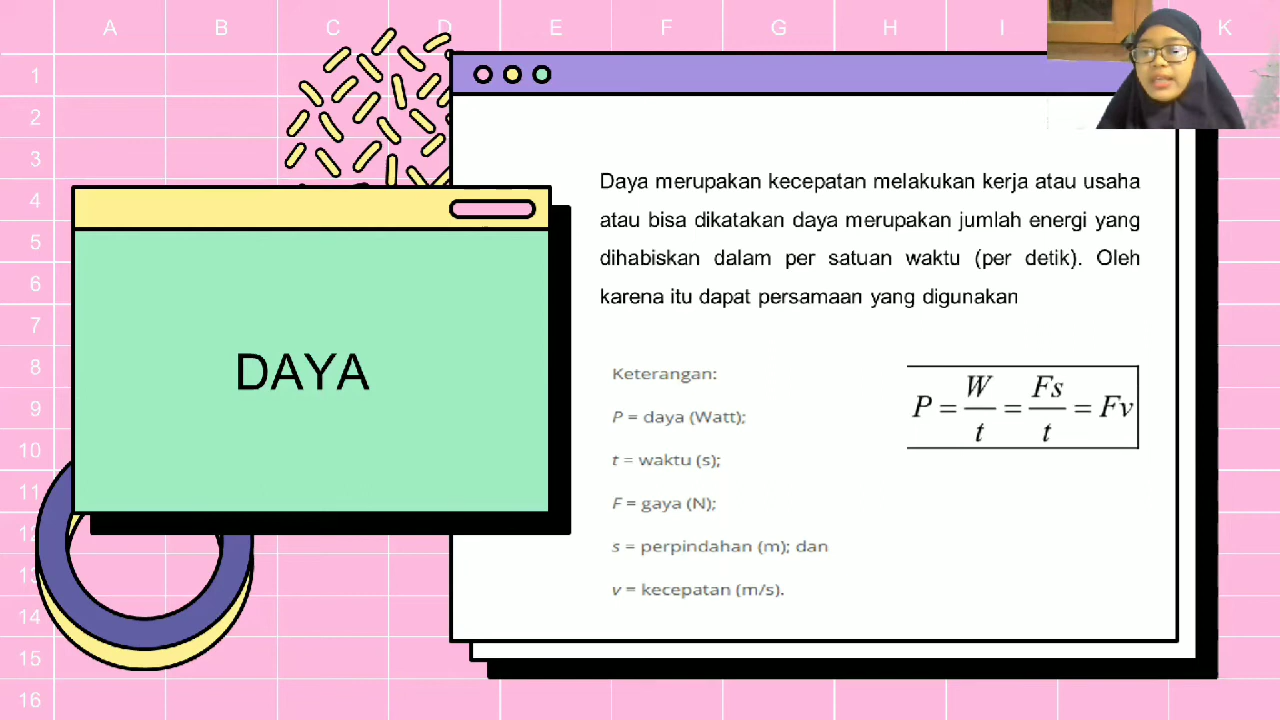 A B C D E F G H I K
1
2
3
4
5
6
7
8
9
10
11
12
13
14
15
16
DAYA
Daya merupakan kecepatan melakukan kerja atau usaha
atau bisa dikatakan daya merupakan jumlah energi yang
dihabiskan dalam per satuan waktu (per detik). Oleh
karena itu dapat persamaan yang digunakan
Keterangan:
P = daya (Watt);
t = waktu (s);
F = gaya (N);
s = perpindahan (m); dan
v = kecepatan (m/s).
P = W/t = Fs/t = Fv